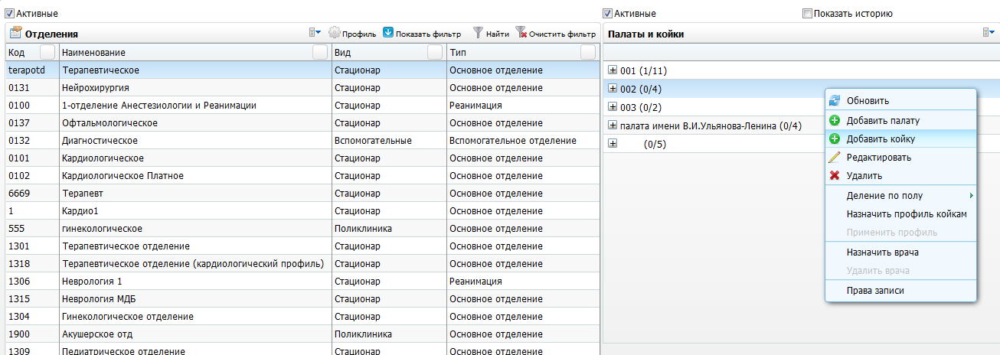 Активные
Отделения Профиль Показать фильтр Найти Очистить фильтр
Код Наименование Вид Тип
terapotd Терапевтическое Стационар Основное отделение
0131 Нейрохирургия Стационар Основное отделение
0100 1-отделение Анестезиологии и Реанимации Стационар Реанимация
0137 Офтальмологическое Стационар Основное отделение
0132 Диагностическое Вспомогательные Вспомогательное отделение
0101 Кардиологическое Стационар Основное отделение
0102 Кардиологическое Платное Стационар Основное отделение
6669 Терапевт Стационар Основное отделение
1 Кардио1 Стационар Основное отделение
555 гинекологическое Поликлиника Основное отделение
1301 Терапевтическое отделение Стационар Основное отделение
1318 Терапевтическое отделение (кардиологический профиль) Стационар Основное отделение
1306 Неврология 1 Стационар Реанимация
1315 Неврология МДБ Стационар Основное отделение
1304 Гинекологическое отделение Стационар Основное отделение
1900 Акушерское отд Поликлиника Основное отделение
1309 Педиатрическое отделение Стационар Основное отделение
Активные Показать историю
Палаты и койки
001 (1/11)
002 (0/4)
003 (0/2)
палата имени В.И.Ульянова-Ленина (0/4)
(0/5)
Обновить
Добавить палату
Добавить койку
Редактировать
Удалить
Деление по полу
Назначить профиль койкам
Применить профиль
Назначить врача
Удалить врача
Права записи